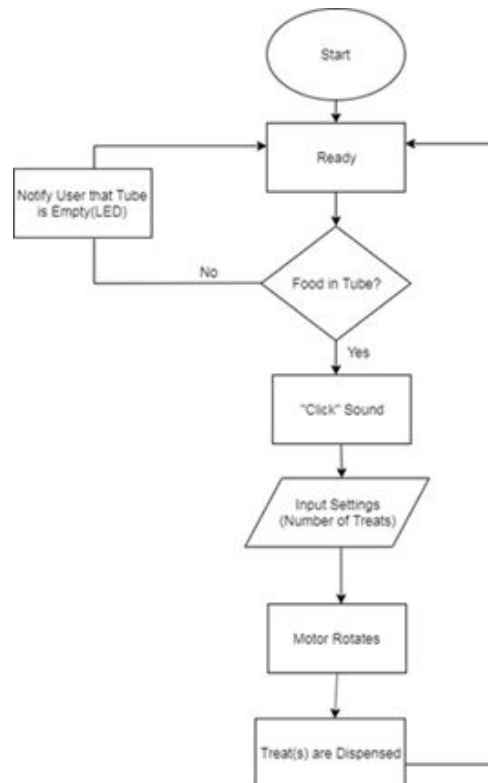 Start
Ready
Notify User that Tube
is Empty(LED)
No
Food in Tube?
Yes
"Click" Sound
Input Settings
(Number of Treats)
Motor Rotates
Treat(s) are Dispensed